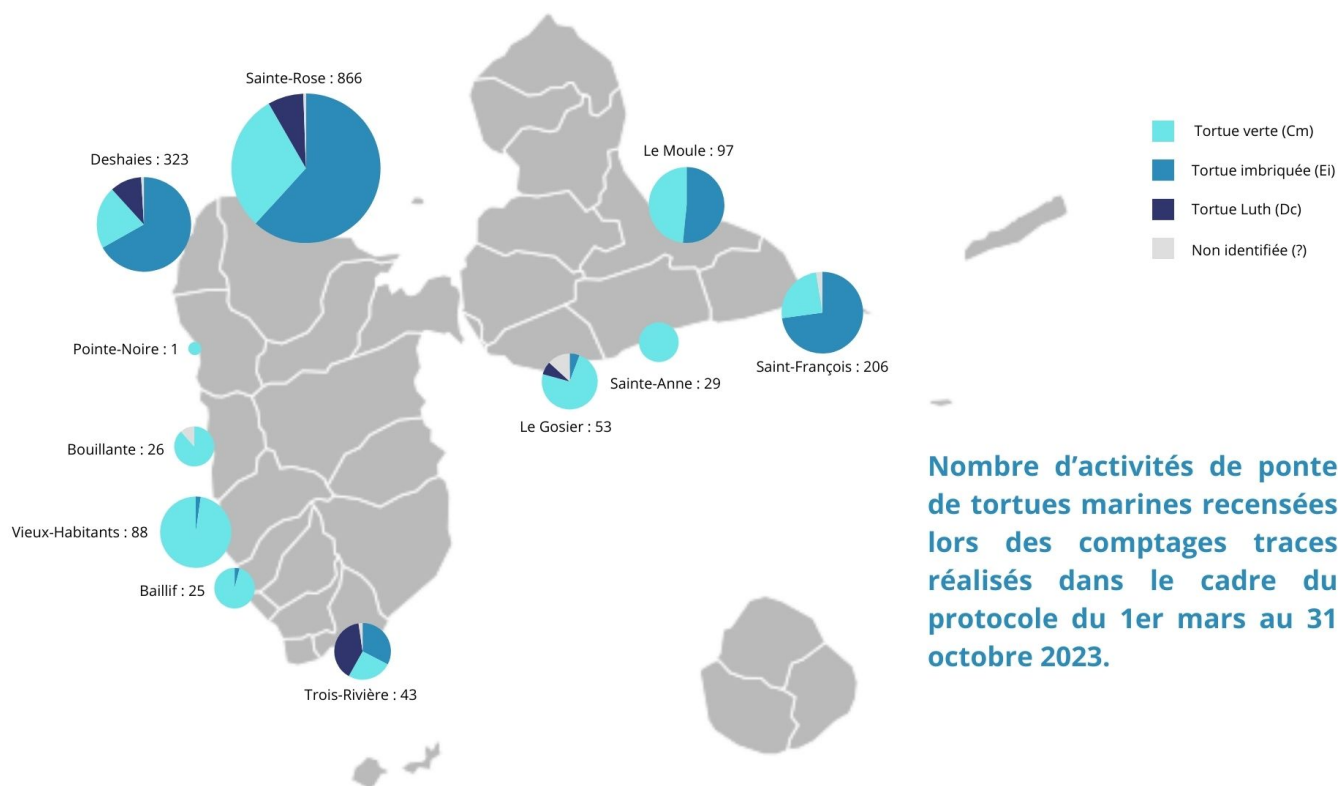 Sainte-Rose : 866
Deshaies : 323
Le Moule : 97
Tortue verte (Cm)
Tortue imbriquée (Ei)
Tortue Luth (Dc)
Non identifiée (?)
Pointe-Noire : 1
Saint-François : 206
Sainte-Anne : 29
Le Gosier : 53
Bouillante : 26
Vieux-Habitants : 88
Baillif : 25
Trois-Rivière : 43
Nombre d’activités de ponte
de tortues marines recensées
lors des comptages traces
réalisés dans le cadre du
protocole du 1er mars au 31
octobre 2023.